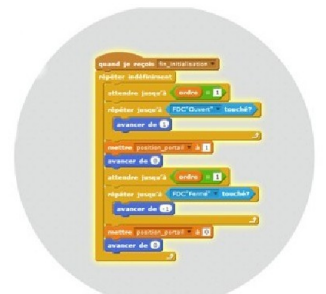 quand je reçois fin_initialisation
répéter indéfiniment
attendre jusqu'à ordre = 1
répéter jusqu'à FDC"Ouvert" touché?
avancer de 1
mettre position_portail à 1
avancer de 0
attendre jusqu'à ordre = 1
répéter jusqu'à FDC"Fermé" touché?
avancer de -1
mettre position_portail à 0
avancer de 0